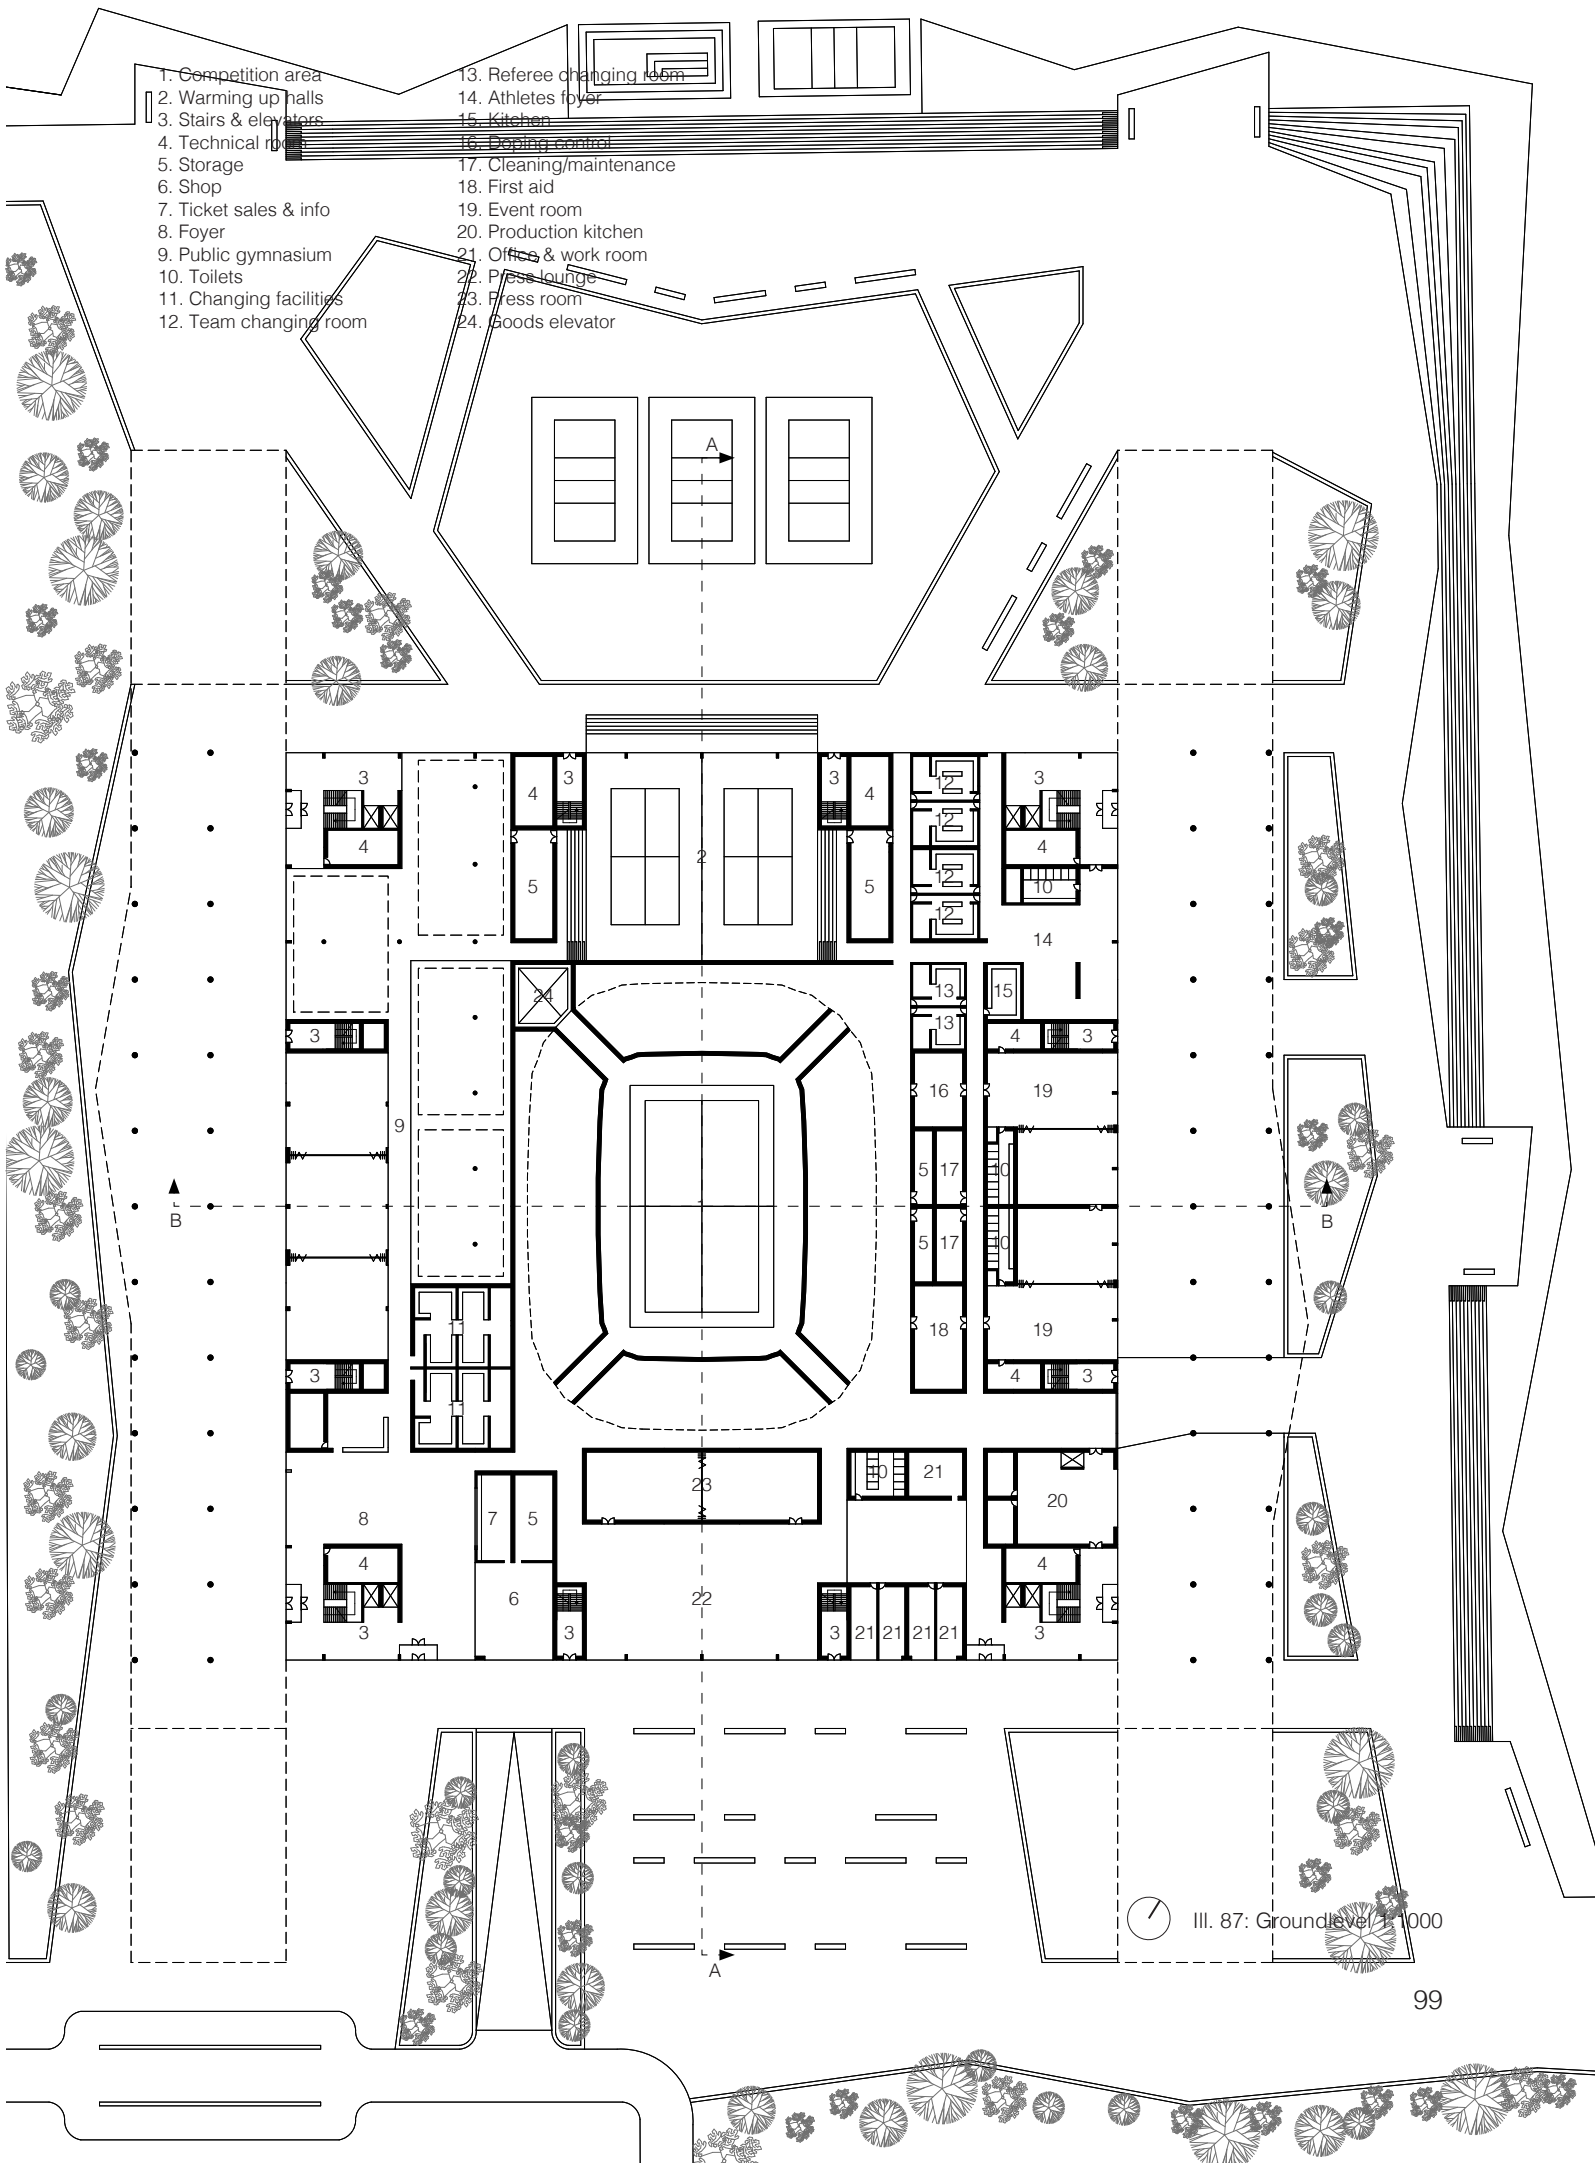 1. Competition area
2. Warming up halls
3. Stairs & elevators
4. Technical room
5. Storage
6. Shop
7. Ticket sales & info
8. Foyer
9. Public gymnasium
10. Toilets
11. Changing facilities
12. Team changing room
13. Referee changing room
14. Athletes foyer
15. Kitchen
16. Doping control
17. Cleaning/maintenance
18. First aid
19. Event room
20. Production kitchen
21. Office & work room
22. Press lounge
23. Press room
24. Goods elevator
A
3 4 3 3 4 12 3
4 12 4
2
5 5 12 10
12
14
24 13 15
3 13 4 3
16 19
9
5 17 10
1
B B
5 17 10
11 18 19
3 4 3
11
23 10 21
8 7 5 20
4 4
6 22
3 3 3 21 21 21 21 3
Ill. 87: Groundlevel 1:1000
A
99